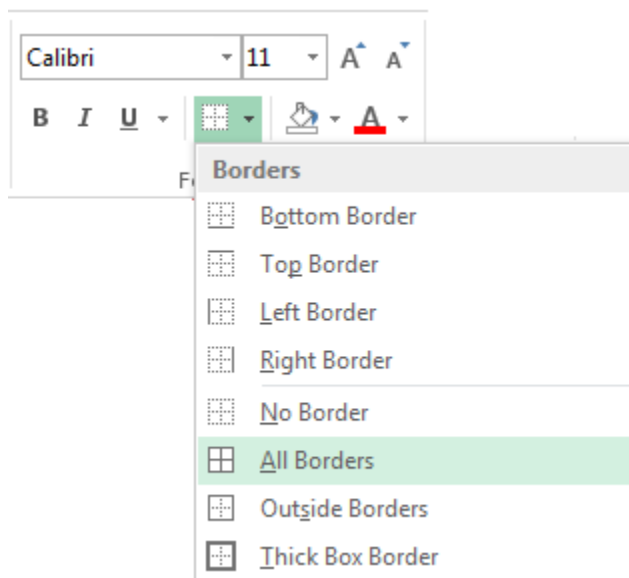 Calibri 11 A A
B I U A
F
Borders
Bottom Border
Top Border
Left Border
Right Border
No Border
All Borders
Outside Borders
Thick Box Border